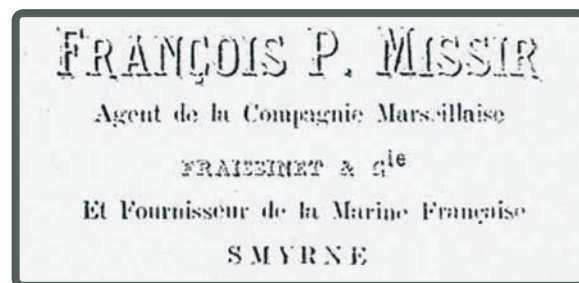 FRANÇOIS P. MISSIR
Agent de la Compagnie Marseillaise
FRAISSINET & Cie
Et Fournisseur de la Marine Française
SMYRNE